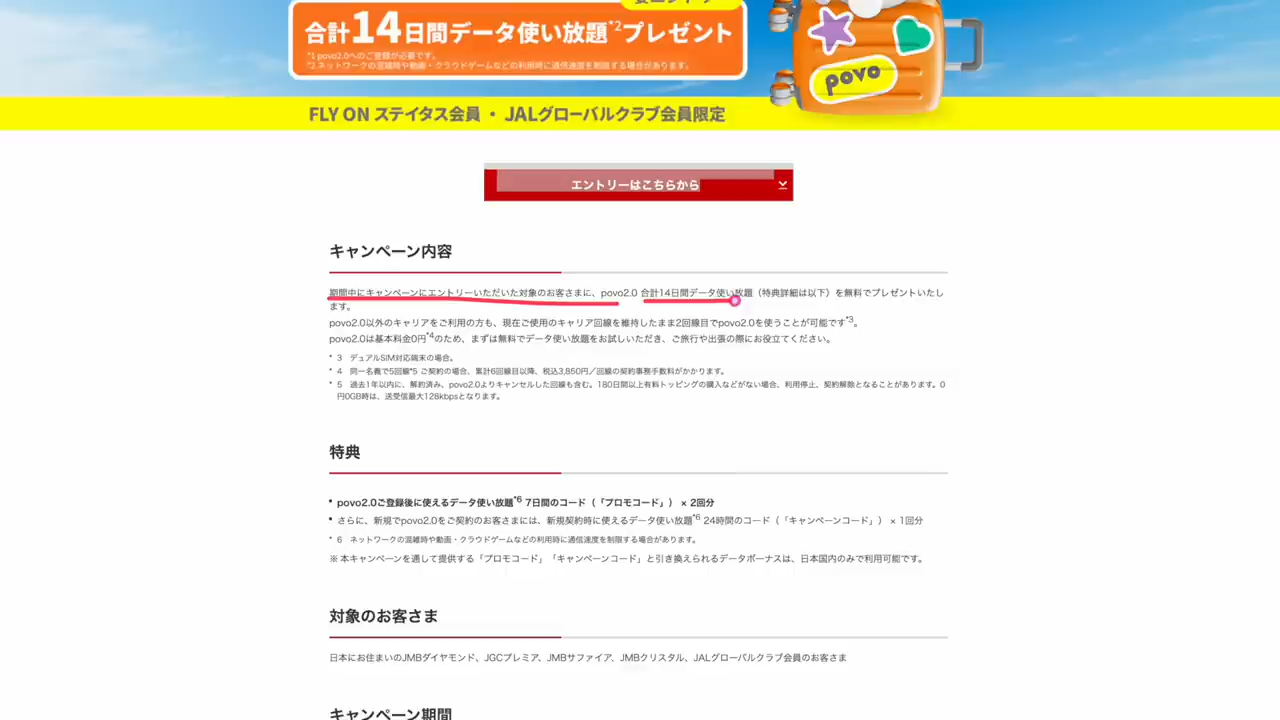 合計14日間データ使い放題*2プレゼント
*1 povo2.0へのご登録が必要です。
*2 ネットワークの混雑時や動画・クラウドゲームなどの利用時に通信速度を制限する場合があります。
povo
FLY ON ステイタス会員 ・ JALグローバルクラブ会員限定
エントリーはこちらから
キャンペーン内容
期間中にキャンペーンにエントリーいただいた対象のお客さまに、povo2.0 合計14日間データ使い放題（特典詳細は以下）を無料でプレゼントいたし
ます。
povo2.0以外のキャリアをご利用の方も、現在ご使用のキャリア回線を維持したまま2回線目でpovo2.0を使うことが可能です*3。
povo2.0は基本料金0円*4のため、まずは無料でデータ使い放題をお試しいただき、ご旅行や出張の際にお役立てください。
* 3 デュアルSIM対応端末の場合。
* 4 同一名義で5回線*5 ご契約の場合、累計6回線目以降、税込3,850円／回線の契約事務手数料がかかります。
* 5 過去1年以内に、解約済み、povo2.0よりキャンセルした回線も含む。180日間以上有料トッピングの購入などがない場合、利用停止、契約解除となることがあります。0
円0GB時は、送受信最大128kbpsとなります。
特典
• povo2.0ご登録後に使えるデータ使い放題*6 7日間のコード（「プロモコード」） × 2回分
• さらに、新規でpovo2.0をご契約のお客さまには、新規契約時に使えるデータ使い放題*6 24時間のコード（「キャンペーンコード」） × 1回分
* 6 ネットワークの混雑時や動画・クラウドゲームなどの利用時に通信速度を制限する場合があります。
※ 本キャンペーンを通して提供する「プロモコード」「キャンペーンコード」と引き換えられるデータボーナスは、日本国内のみで利用可能です。
対象のお客さま
日本にお住まいのJMBダイヤモンド、JGCプレミア、JMBサファイア、JMBクリスタル、JALグローバルクラブ会員のお客さま
キャンペーン期間